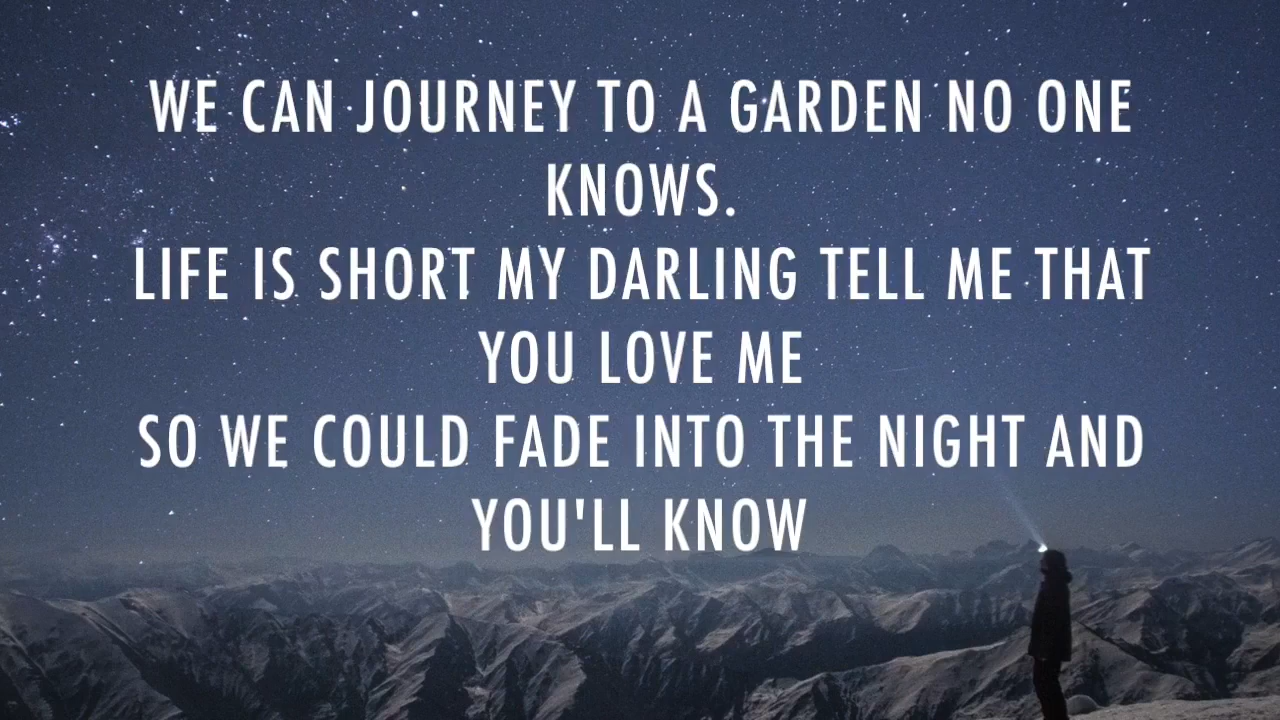 WE CAN JOURNEY TO A GARDEN NO ONE
KNOWS.
LIFE IS SHORT MY DARLING TELL ME THAT
YOU LOVE ME
SO WE COULD FADE INTO THE NIGHT AND
YOU'LL KNOW